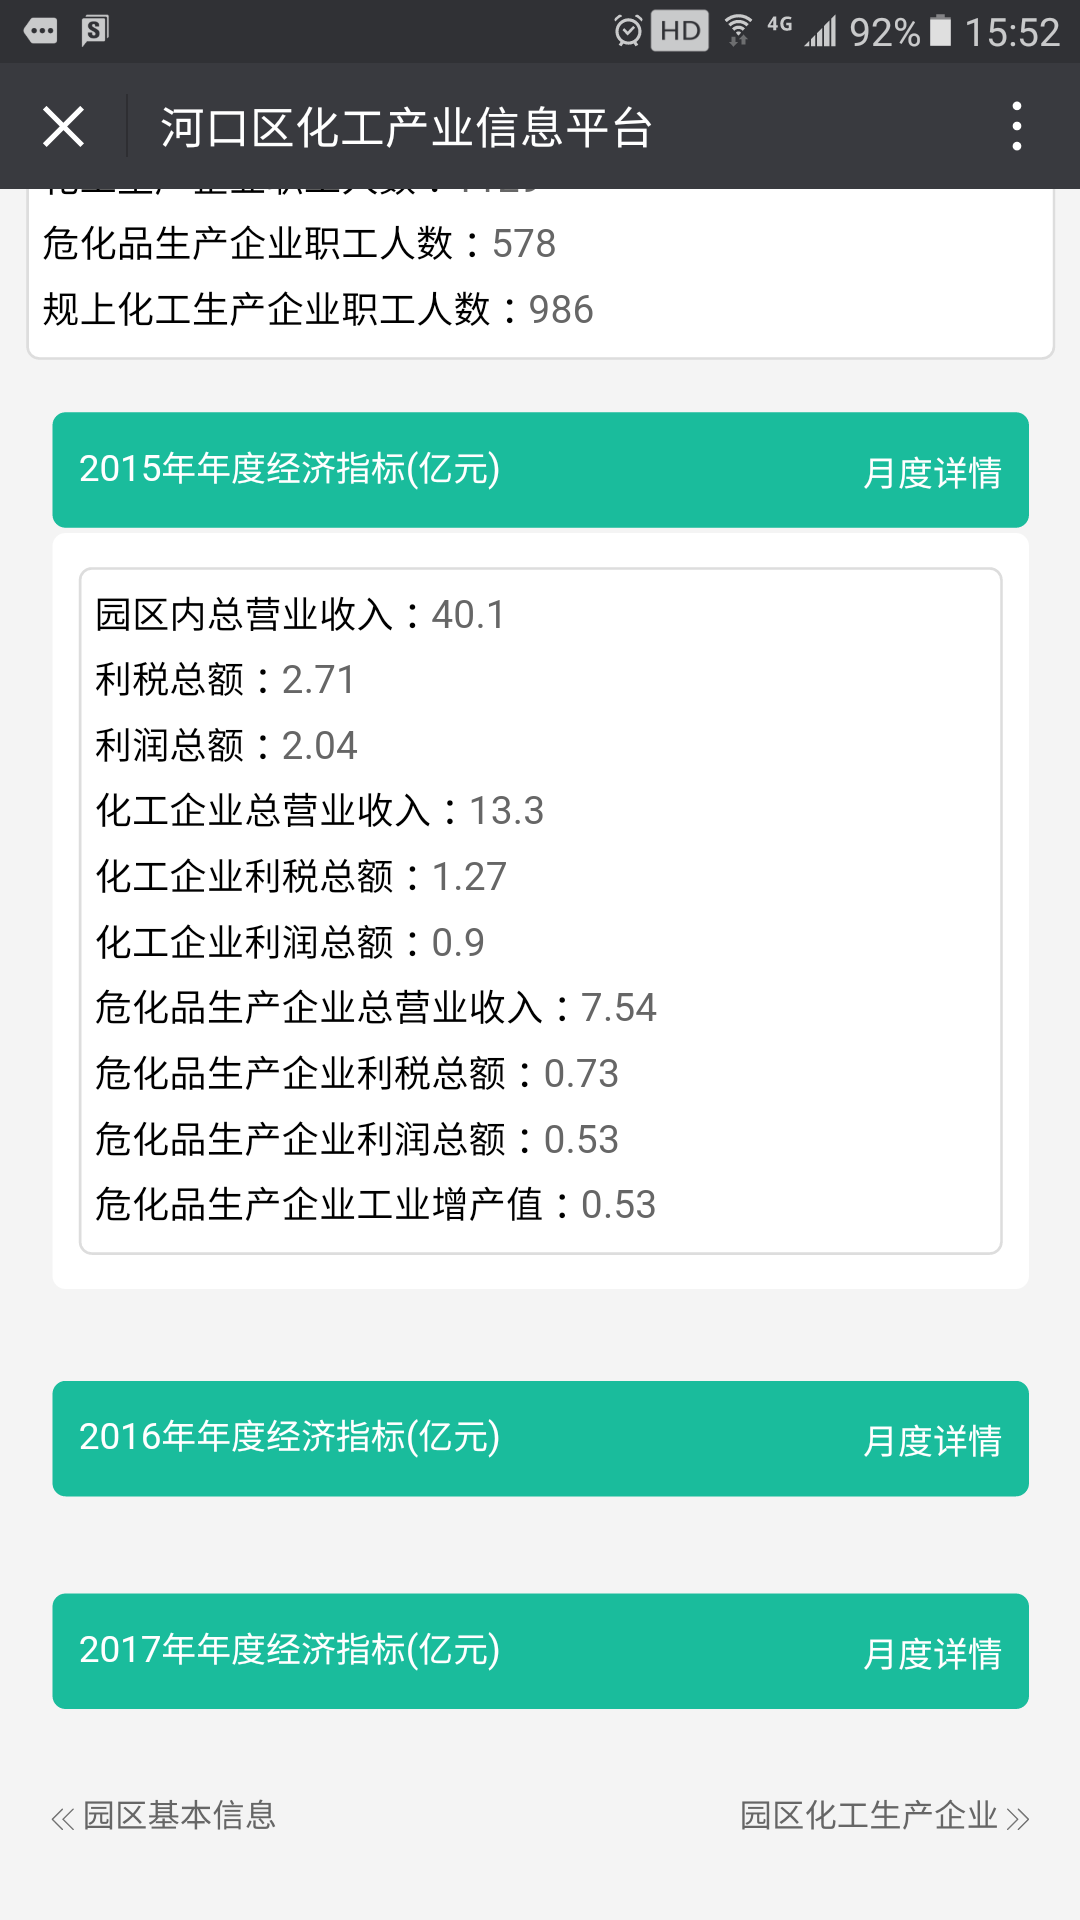 HD 4G 92% 15:52
河口区化工产业信息平台
危化品生产企业职工人数：578
规上化工生产企业职工人数：986
2015年年度经济指标(亿元)
月度详情
园区内总营业收入：40.1
利税总额：2.71
利润总额：2.04
化工企业总营业收入：13.3
化工企业利税总额：1.27
化工企业利润总额：0.9
危化品生产企业总营业收入：7.54
危化品生产企业利税总额：0.73
危化品生产企业利润总额：0.53
危化品生产企业工业增产值：0.53
2016年年度经济指标(亿元)
月度详情
2017年年度经济指标(亿元)
月度详情
园区基本信息
园区化工生产企业